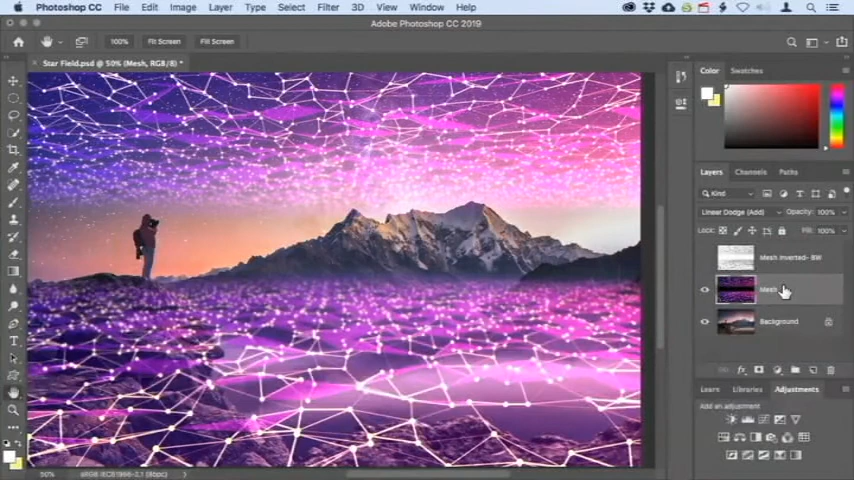 Photoshop CC File Edit Image Layer Type Select Filter 3D View Window Help
Adobe Photoshop CC 2019
100% Fit Screen Fill Screen
Star Field.psd @ 50% (Mesh, RGB/8) *
Color Swatches
Layers Channels Paths
Kind
Linear Dodge (Add) Opacity: 100%
Lock: Fill: 100%
Mesh Inverted- BW
Mesh
Background
Learn Libraries Adjustments
Add an adjustment
50%